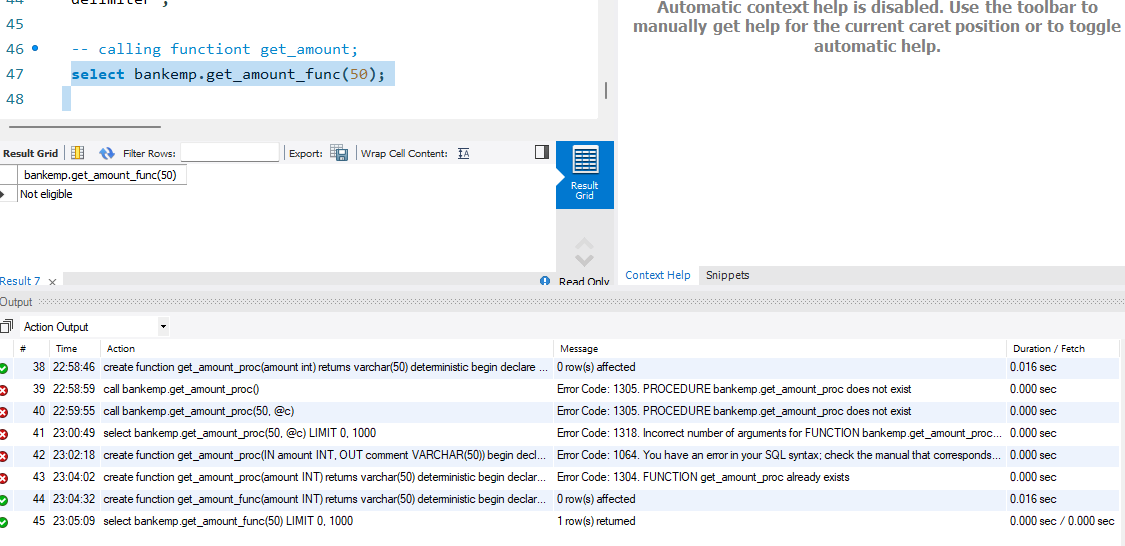 44
delimiter ;
45
46 -- calling functiont get_amount;
47 select bankemp.get_amount_func(50);
48
Automatic context help is disabled. Use the toolbar to
manually get help for the current caret position or to toggle
automatic help.
Result Grid Filter Rows: Export: Wrap Cell Content:
bankemp.get_amount_func(50)
Not eligible
Result
Grid
Result 7 Read Only
Context Help Snippets
Output
Action Output
# Time Action Message Duration / Fetch
38 22:58:46 create function get_amount_proc(amount int) returns varchar(50) deterministic begin declare ... 0 row(s) affected 0.016 sec
39 22:58:59 call bankemp.get_amount_proc() Error Code: 1305. PROCEDURE bankemp.get_amount_proc does not exist 0.000 sec
40 22:59:55 call bankemp.get_amount_proc(50, @c) Error Code: 1305. PROCEDURE bankemp.get_amount_proc does not exist 0.000 sec
41 23:00:49 select bankemp.get_amount_proc(50, @c) LIMIT 0, 1000 Error Code: 1318. Incorrect number of arguments for FUNCTION bankemp.get_amount_proc... 0.000 sec
42 23:02:18 create function get_amount_proc(IN amount INT, OUT comment VARCHAR(50)) begin decl... Error Code: 1064. You have an error in your SQL syntax; check the manual that corresponds... 0.000 sec
43 23:04:02 create function get_amount_proc(amount INT) returns varchar(50) deterministic begin declar... Error Code: 1304. FUNCTION get_amount_proc already exists 0.000 sec
44 23:04:32 create function get_amount_func(amount INT) returns varchar(50) deterministic begin declar... 0 row(s) affected 0.016 sec
45 23:05:09 select bankemp.get_amount_func(50) LIMIT 0, 1000 1 row(s) returned 0.000 sec / 0.000 sec